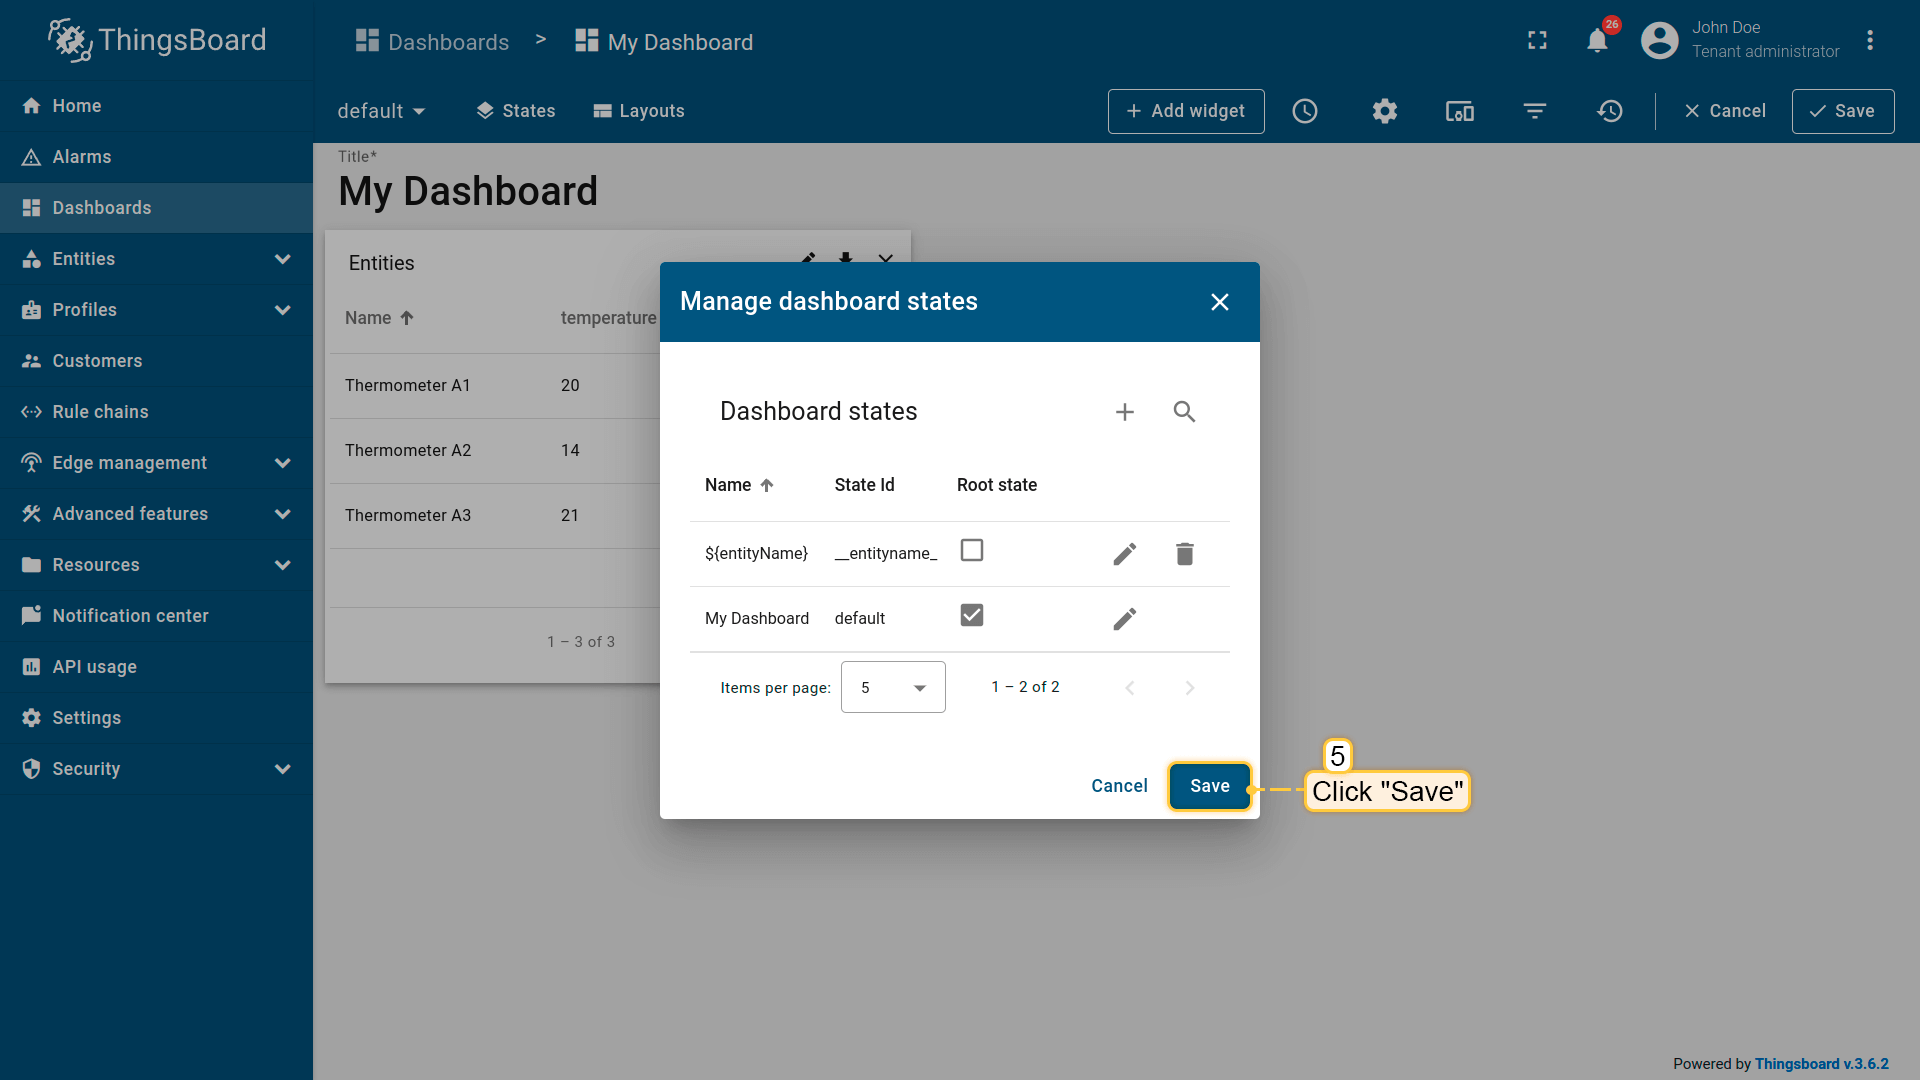 ThingsBoard
Dashboards > My Dashboard
26
John Doe
Tenant administrator
Home
Alarms
Dashboards
Entities
Profiles
Customers
Rule chains
Edge management
Advanced features
Resources
Notification center
API usage
Settings
Security
default
States
Layouts
Add widget
Cancel
Save
Title*
My Dashboard
Entities
Name temperature
Thermometer A1 20
Thermometer A2 14
Thermometer A3 21
1 – 3 of 3
Manage dashboard states
Dashboard states
Name State Id Root state
${entityName} __entityname_
My Dashboard default
Items per page: 5 1 – 2 of 2
Cancel Save
5
Click "Save"
Powered by Thingsboard v.3.6.2